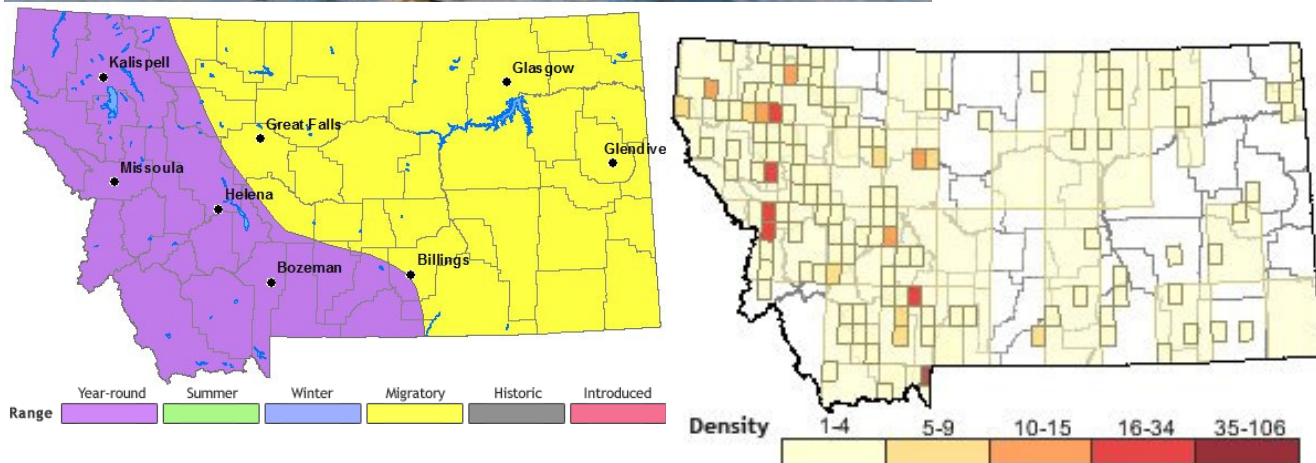 Kalispell
Glasgow
Great Falls
Glendive
Missoula
Helena
Billings
Bozeman
Year-round Summer Winter Migratory Historic Introduced
Range
Density 1-4 5-9 10-15 16-34 35-106